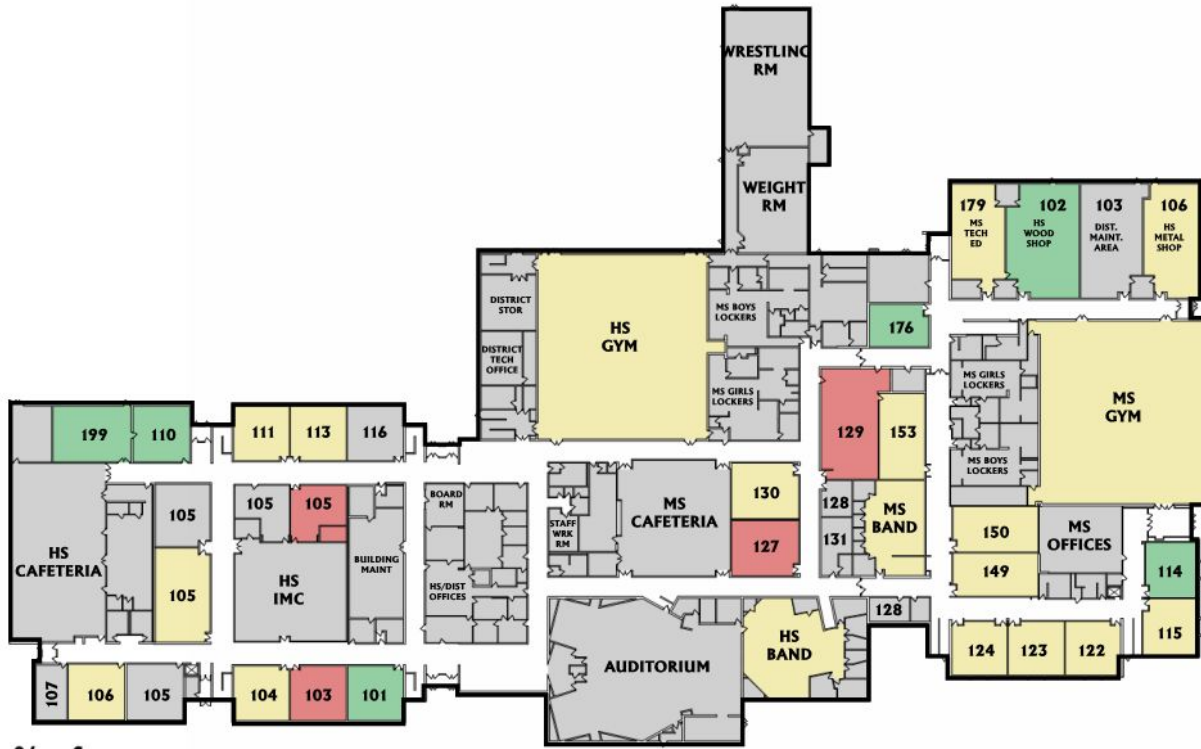 WRESTLING
RM
WEIGHT
RM
179
MS
TECH
ED
102
HS
WOOD
SHOP
103
DIST.
MAINT.
AREA
106
HS
METAL
SHOP
DISTRICT
STOR
DISTRICT
TECH
OFFICE
HS
GYM
MS BOYS
LOCKERS
MS GIRLS
LOCKERS
176
MS GIRLS
LOCKERS
MS BOYS
LOCKERS
MS
GYM
199
110
111
113
116
129
153
105
105
105
BOARD
RM
STAFF
WRK
RM
MS
CAFETERIA
130
127
128
131
MS
BAND
150
149
MS
OFFICES
HS
CAFETERIA
105
HS
IMC
BUILDING
MAINT
HS/DIST
OFFICES
114
115
128
124
123
122
107
106
105
104
103
101
AUDITORIUM
HS
BAND